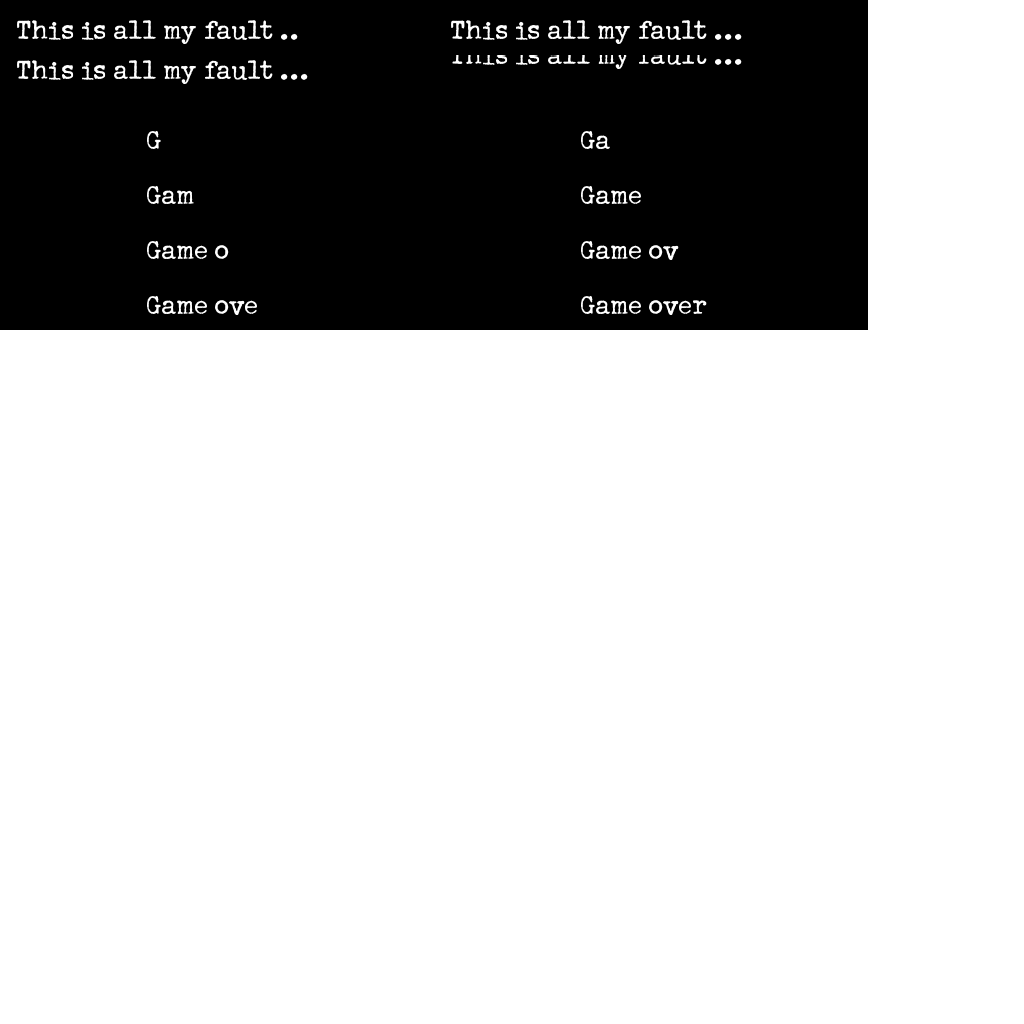 This is all my fault .. This is all my fault ...
This is all my fault ... This is all my fault ...
G Ga
Gam Game
Game o Game ov
Game ove Game over